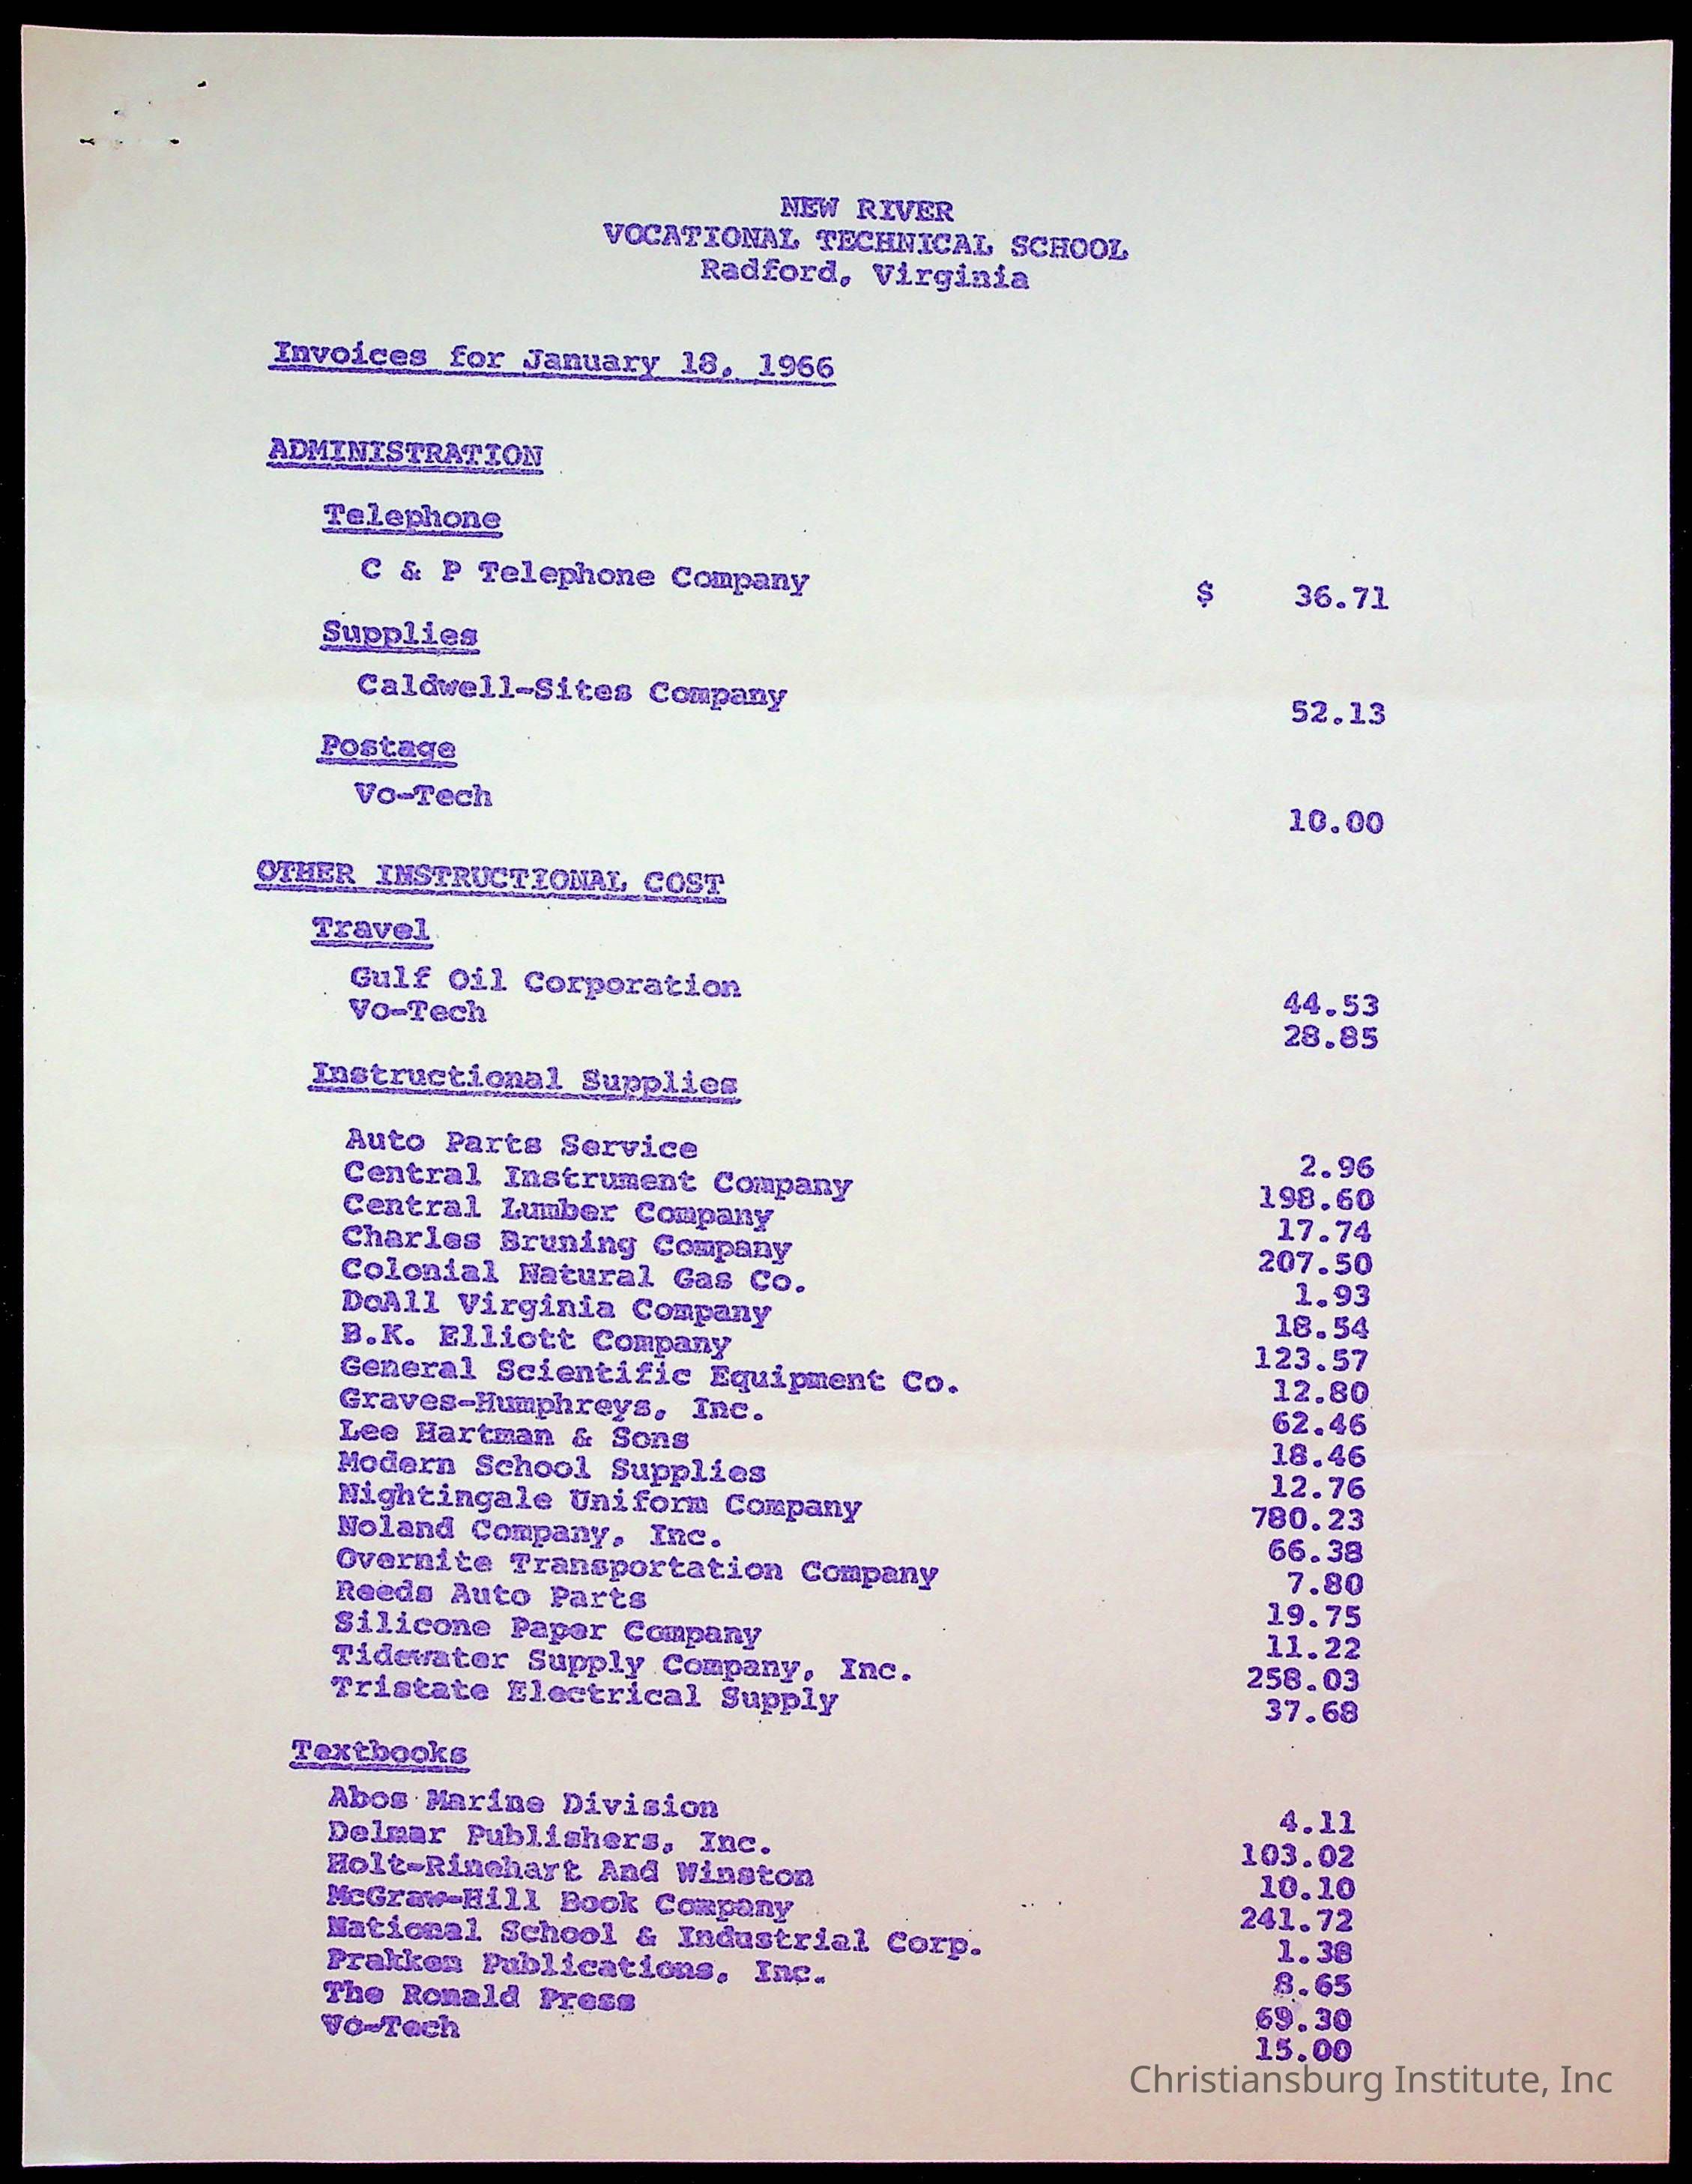 NEW RIVER
VOCATIONAL TECHNICAL SCHOOL
Radford, Virginia
Invoices for January 18, 1966
ADMINISTRATION
Telephone
C & P Telephone Company $ 36.71
Supplies
Caldwell-Sites Company 52.13
Postage
Vo-Tech 10.00
OTHER INSTRUCTIONAL COST
Travel
Gulf Oil Corporation 44.53
Vo-Tech 28.85
Instructional Supplies
Auto Parts Service 2.96
Central Instrument Company 198.60
Central Lumber Company 17.74
Charles Bruning Company 207.50
Colonial Natural Gas Co. 1.93
DoAll Virginia Company 18.54
B.K. Elliott Company 123.57
General Scientific Equipment Co. 12.80
Graves-Humphreys, Inc. 62.46
Lee Hartman & Sons 18.46
Modern School Supplies 12.76
Nightingale Uniform Company 780.23
Noland Company, Inc. 66.38
Overnite Transportation Company 7.80
Reeds Auto Parts 19.75
Silicone Paper Company 11.22
Tidewater Supply Company, Inc. 258.03
Tristate Electrical Supply 37.68
Textbooks
Abos Marine Division 4.11
Delmar Publishers, Inc. 103.02
Holt-Rinehart And Winston 10.10
McGraw-Hill Book Company 241.72
National School & Industrial Corp. 1.38
Prakken Publications, Inc. 8.65
The Ronald Press 69.30
Vo-Tech 15.00
Christiansburg Institute, Inc